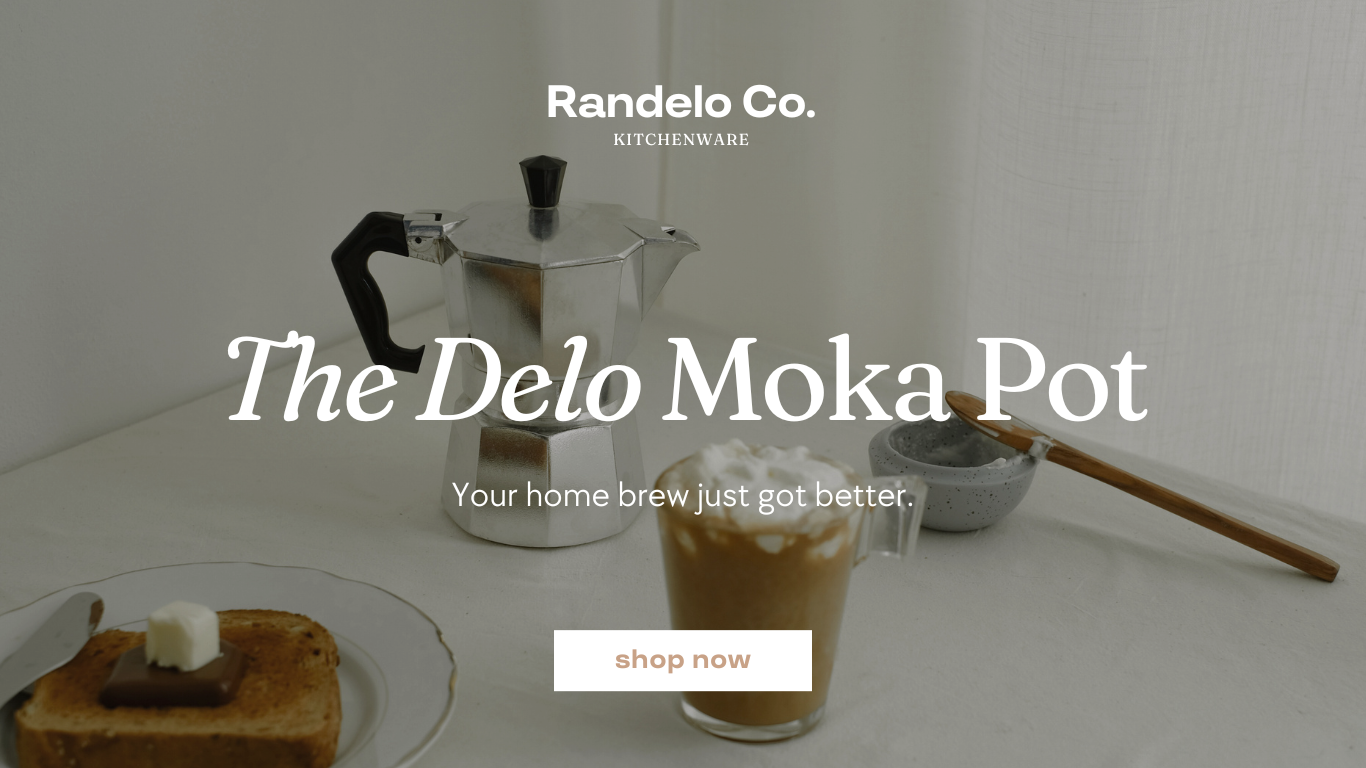 Randelo Co.
KITCHENWARE
The Delo Moka Pot
Your home brew just got better.
shop now